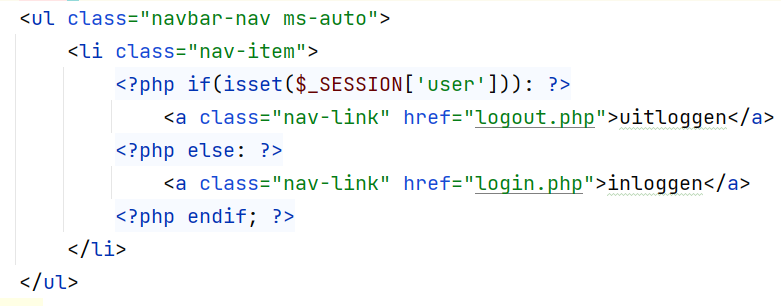 <ul class="navbar-nav ms-auto">
<li class="nav-item">
<?php if(isset($_SESSION['user'])): ?>
<a class="nav-link" href="logout.php">uitloggen</a>
<?php else: ?>
<a class="nav-link" href="login.php">inloggen</a>
<?php endif; ?>
</li>
</ul>